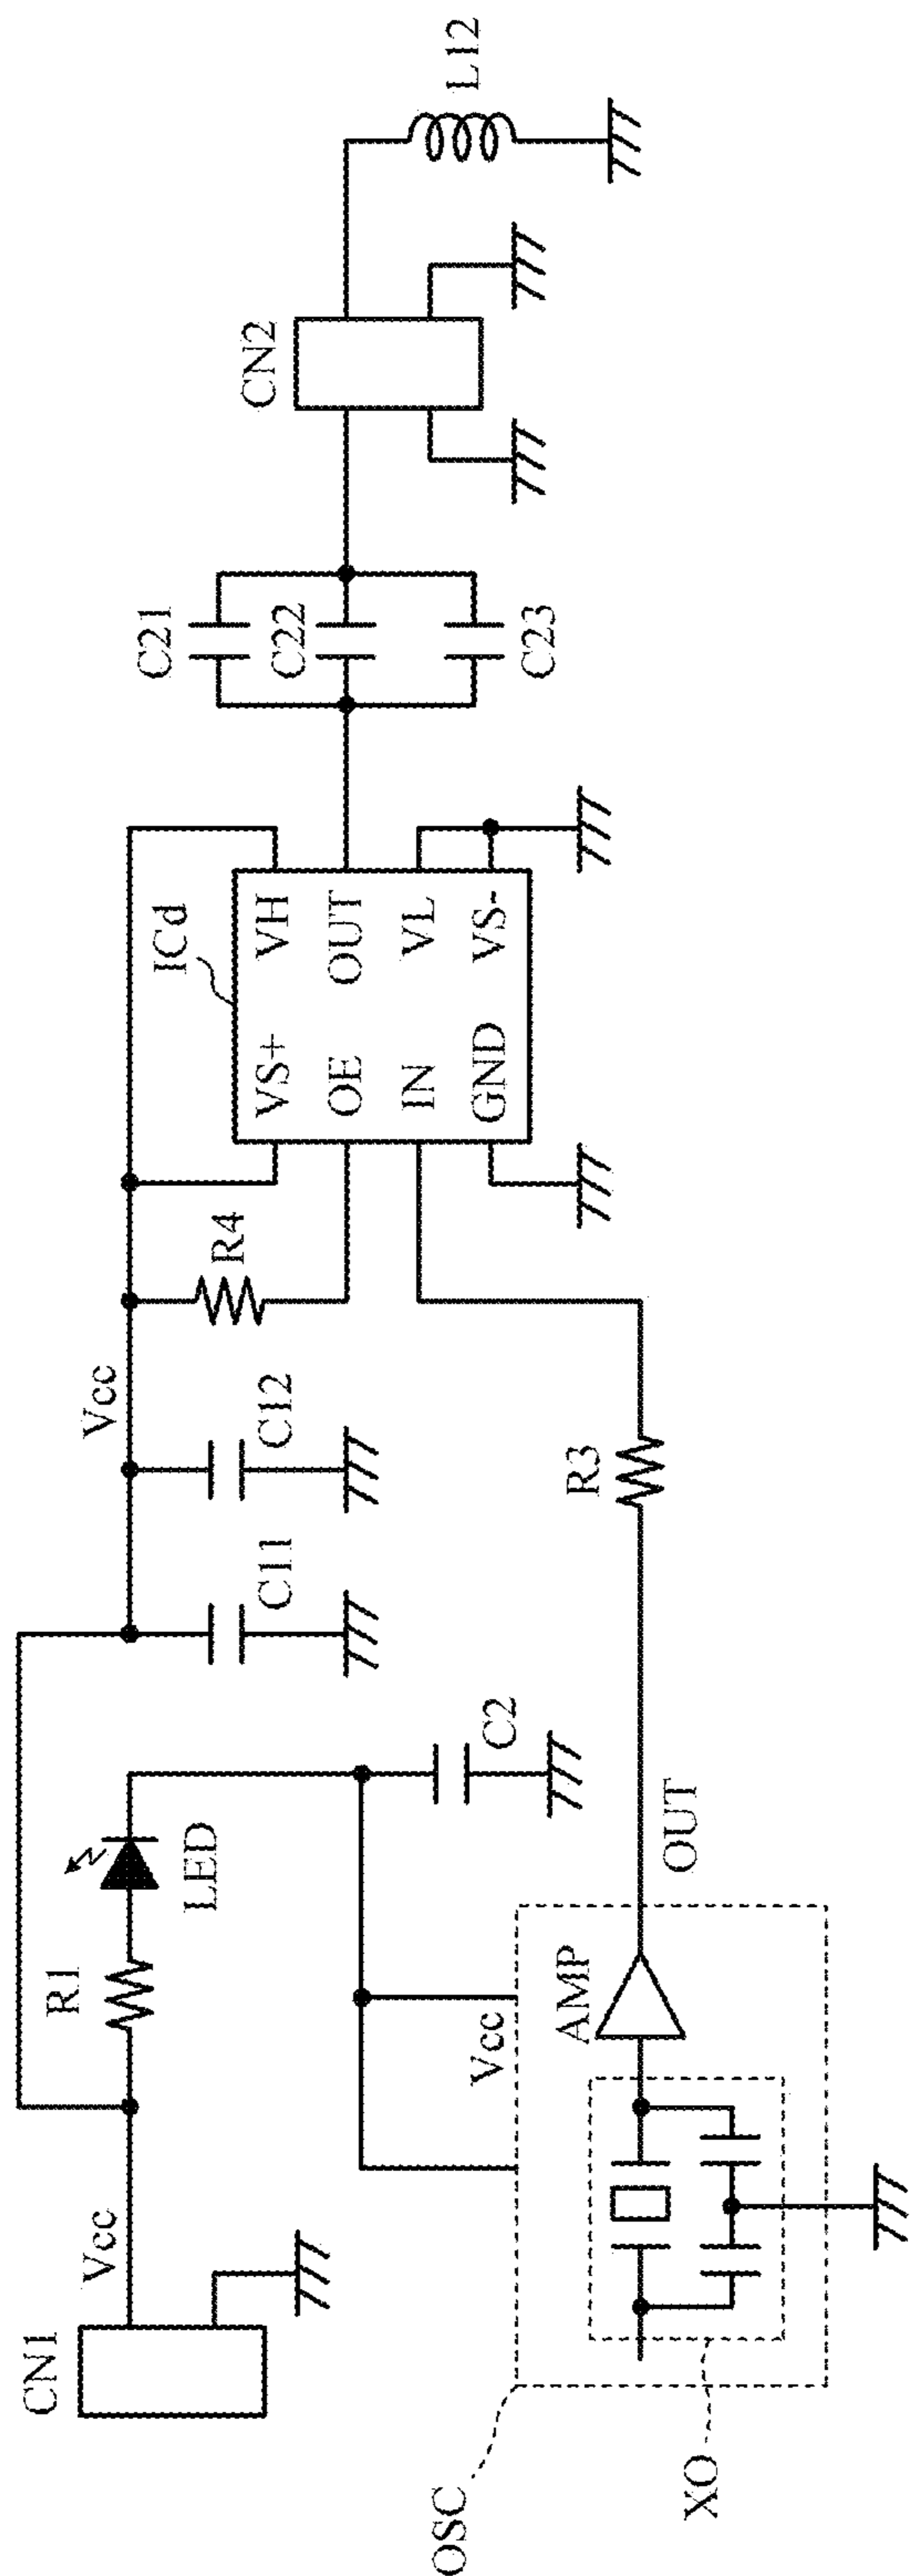 CN1
Vcc
R1
LED
C2
C11
C12
Vcc
R4
ICd
VS+
VH
OE
OUT
IN
VL
GND
VS-
C21
C22
C23
CN2
L12
R3
OUT
Vcc
AMP
OSC
XO